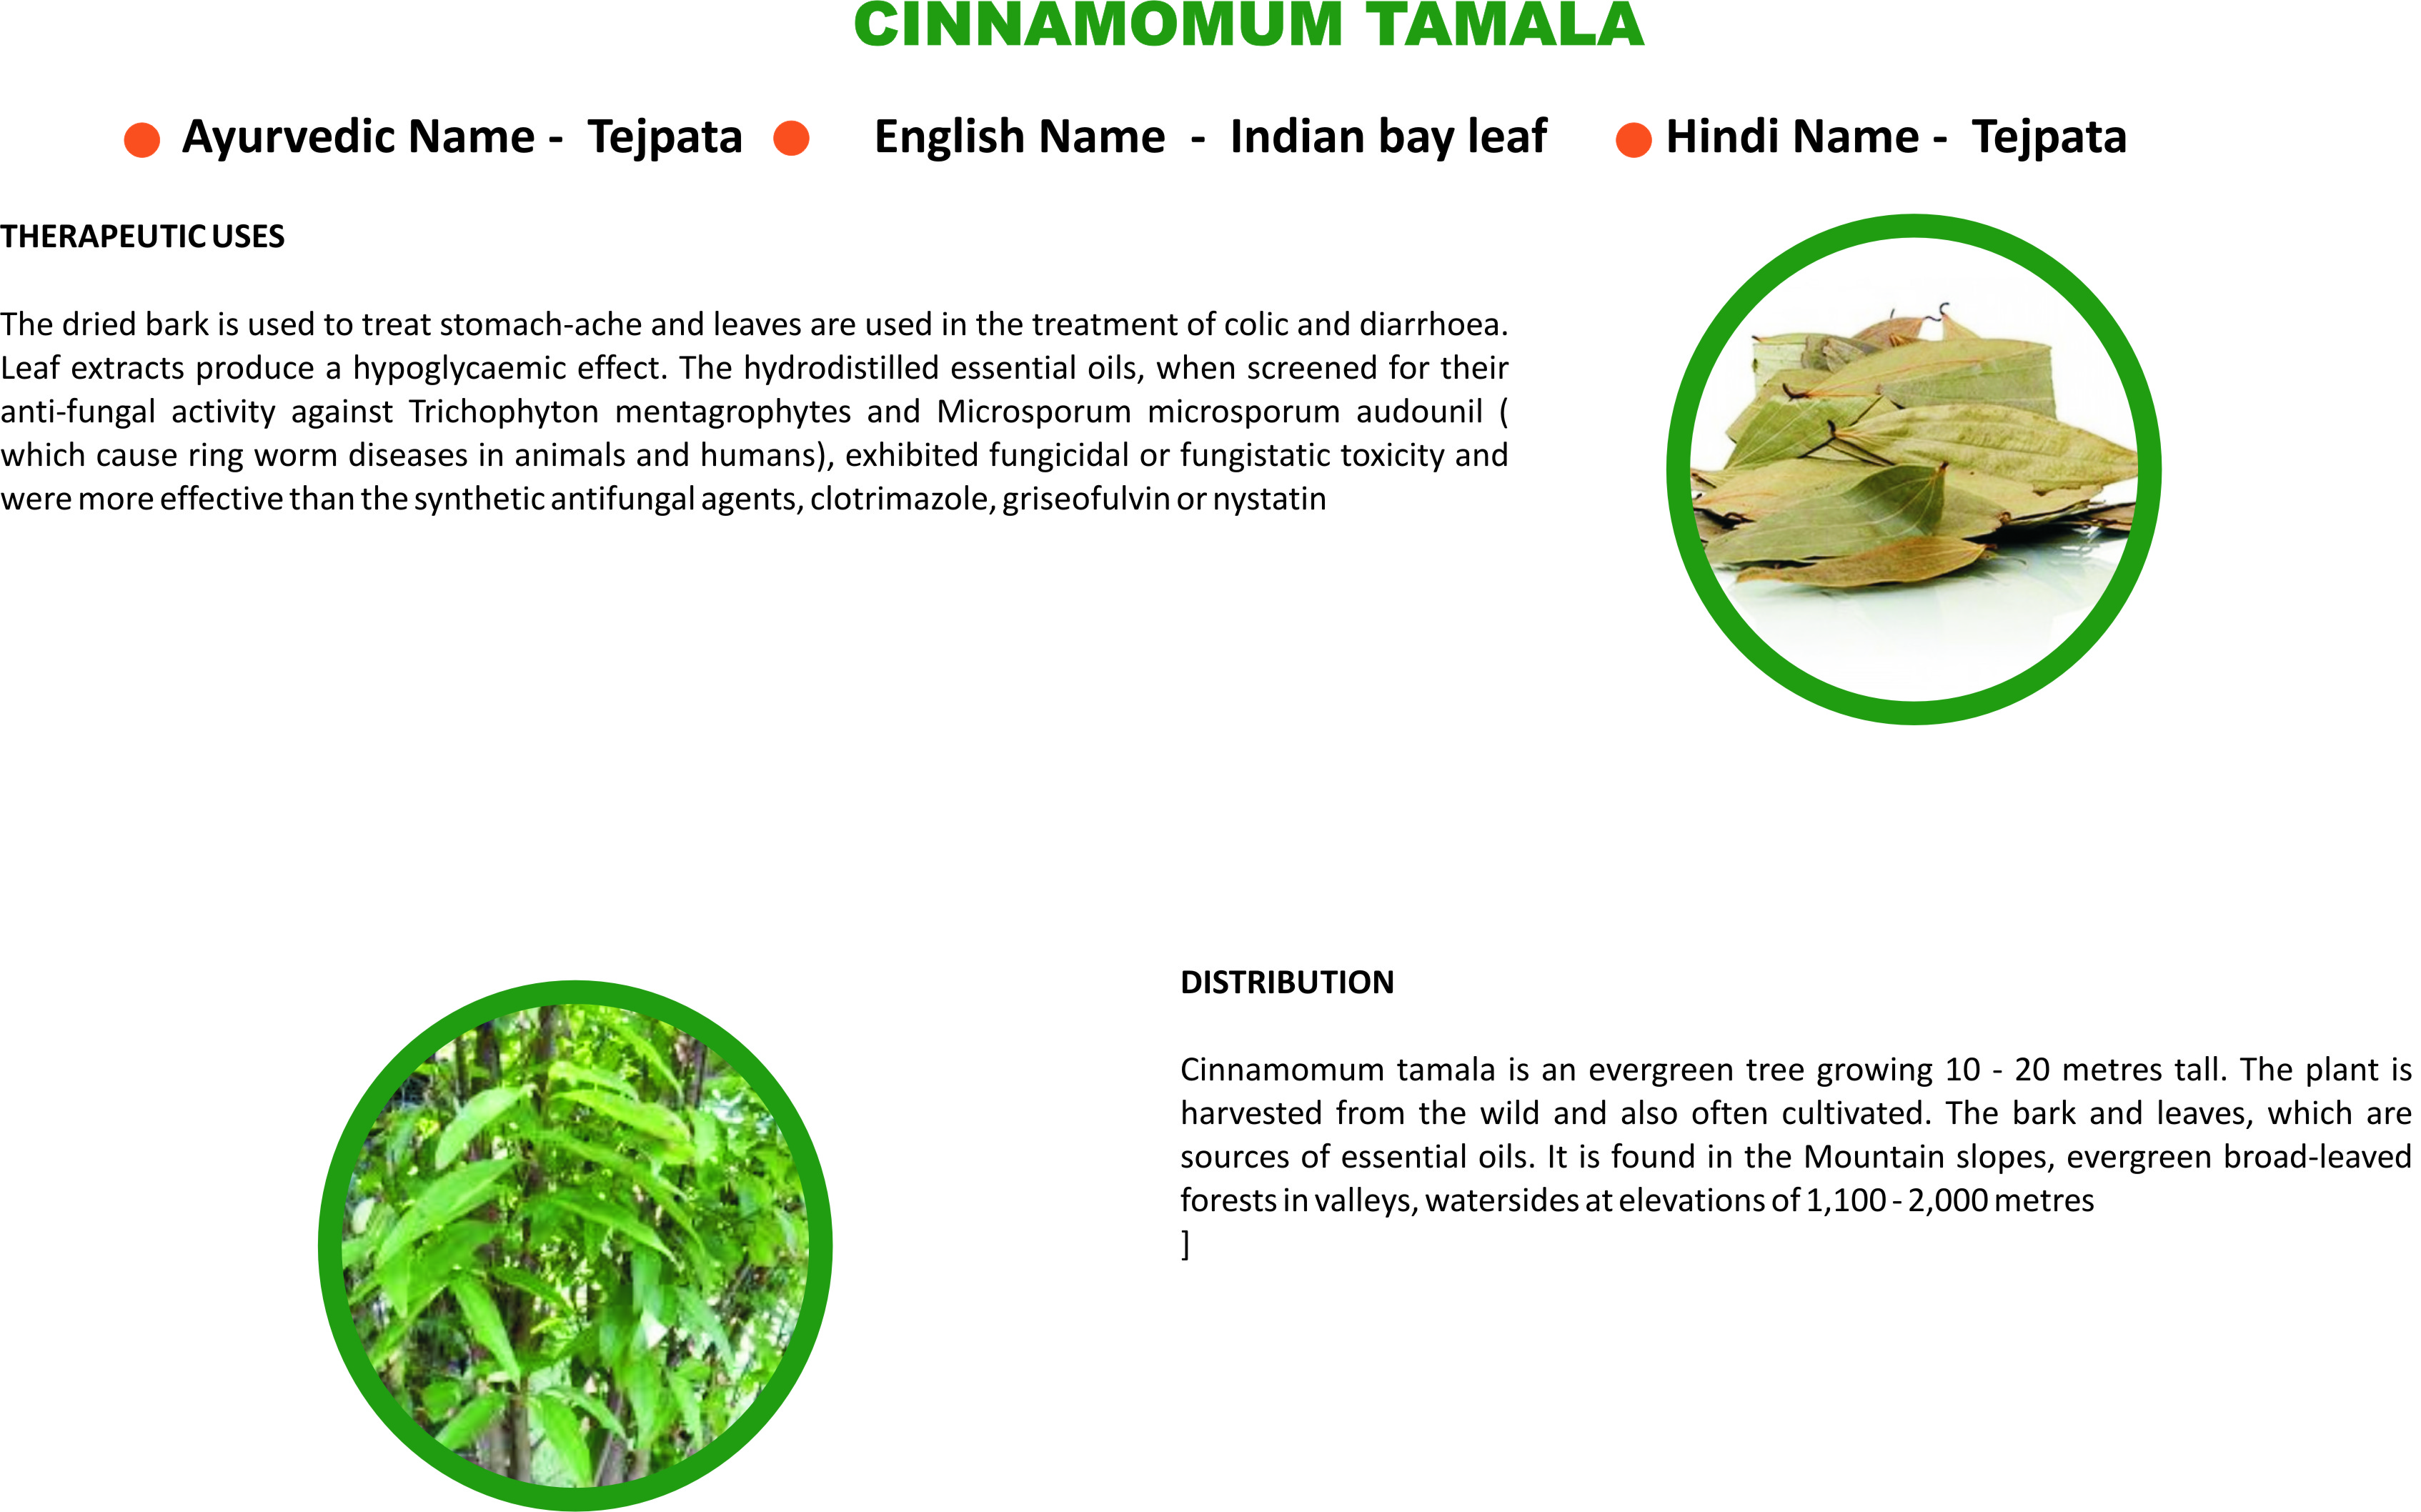 CINNAMOMUM TAMALA
Ayurvedic Name - Tejpata
English Name - Indian bay leaf
Hindi Name - Tejpata
THERAPEUTIC USES
The dried bark is used to treat stomach-ache and leaves are used in the treatment of colic and diarrhoea.
Leaf extracts produce a hypoglycaemic effect. The hydrodistilled essential oils, when screened for their
anti-fungal activity against Trichophyton mentagrophytes and Microsporum microsporum audounil (
which cause ring worm diseases in animals and humans), exhibited fungicidal or fungistatic toxicity and
were more effective than the synthetic antifungal agents, clotrimazole, griseofulvin or nystatin
DISTRIBUTION
Cinnamomum tamala is an evergreen tree growing 10 - 20 metres tall. The plant is
harvested from the wild and also often cultivated. The bark and leaves, which are
sources of essential oils. It is found in the Mountain slopes, evergreen broad-leaved
forests in valleys, watersides at elevations of 1,100 - 2,000 metres
]